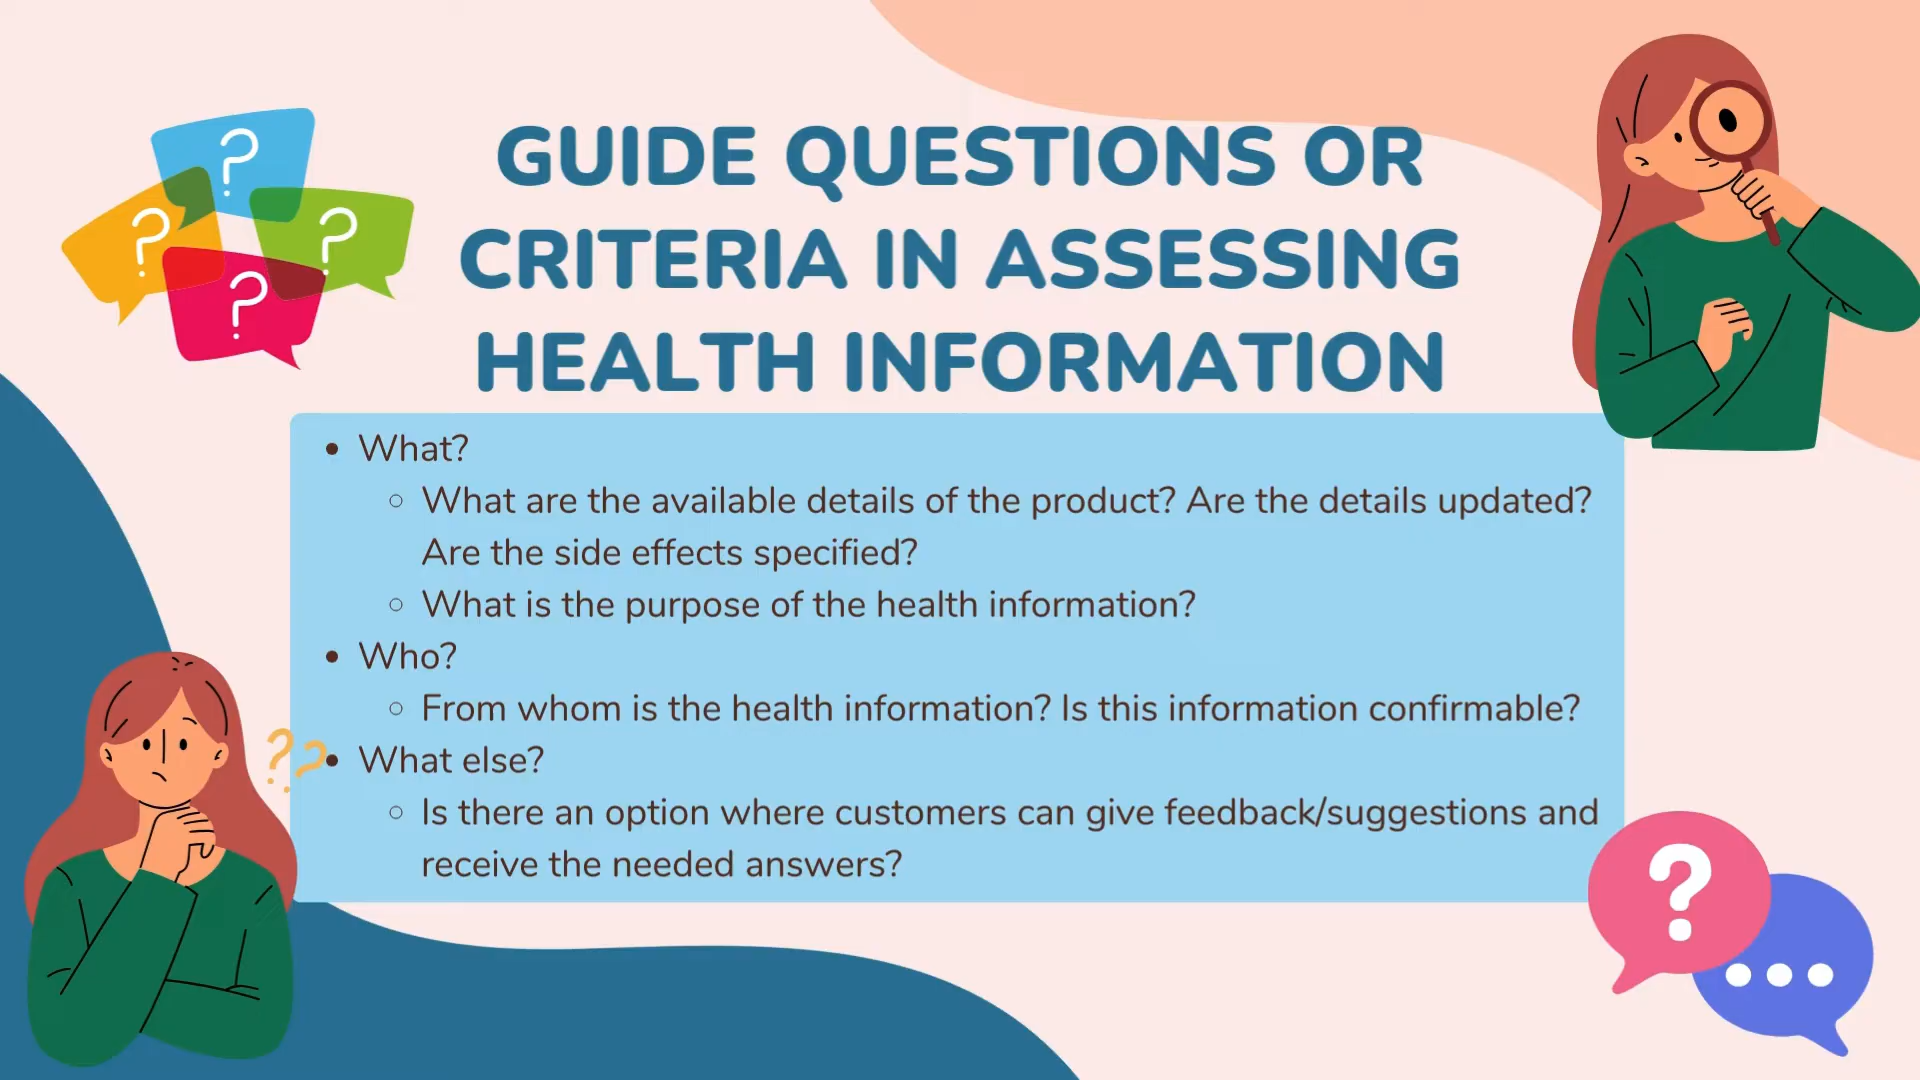 GUIDE QUESTIONS OR
CRITERIA IN ASSESSING
HEALTH INFORMATION
• What?
○ What are the available details of the product? Are the details updated?
Are the side effects specified?
○ What is the purpose of the health information?
• Who?
○ From whom is the health information? Is this information confirmable?
• What else?
○ Is there an option where customers can give feedback/suggestions and
receive the needed answers?
?
?
?
?
??
?